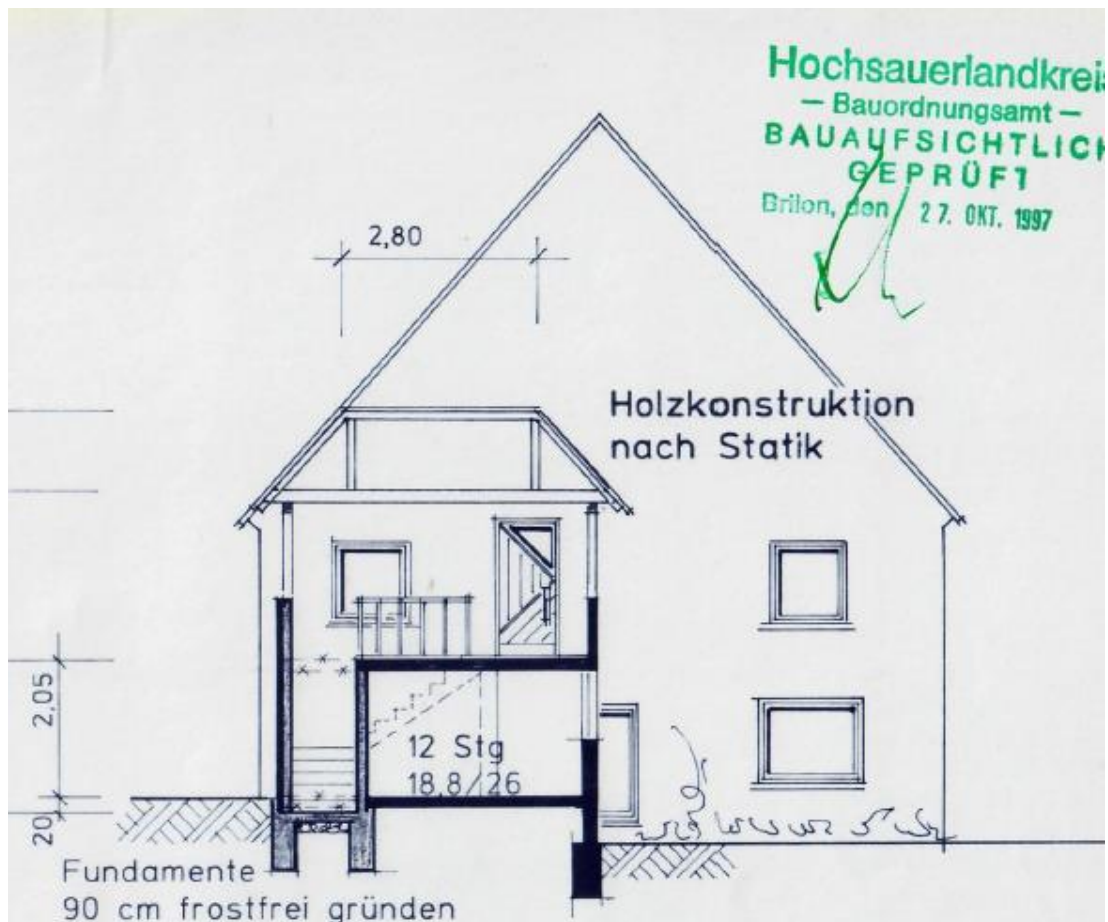 Hochsauerlandkreis
— Bauordnungsamt —
BAUAUFSICHTLICH
GEPRÜFT
Brilon, den 27. OKT. 1997
2,80
Holzkonstruktion
nach Statik
2,05
12 Stg
18,8/26
20
Fundamente
90 cm frostfrei gründen